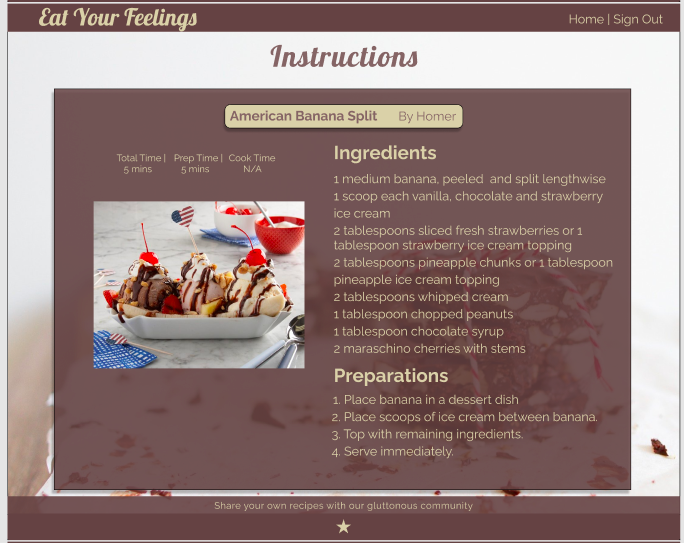 Eat Your Feelings
Home | Sign Out
Instructions
American Banana Split By Homer
Total Time | Prep Time | Cook Time
5 mins 5 mins N/A
Ingredients
1 medium banana, peeled and split lengthwise
1 scoop each vanilla, chocolate and strawberry
ice cream
2 tablespoons sliced fresh strawberries or 1
tablespoon strawberry ice cream topping
2 tablespoons pineapple chunks or 1 tablespoon
pineapple ice cream topping
2 tablespoons whipped cream
1 tablespoon chopped peanuts
1 tablespoon chocolate syrup
2 maraschino cherries with stems
Preparations
1. Place banana in a dessert dish
2. Place scoops of ice cream between banana.
3. Top with remaining ingredients.
4. Serve immediately.
Share your own recipes with our gluttonous community